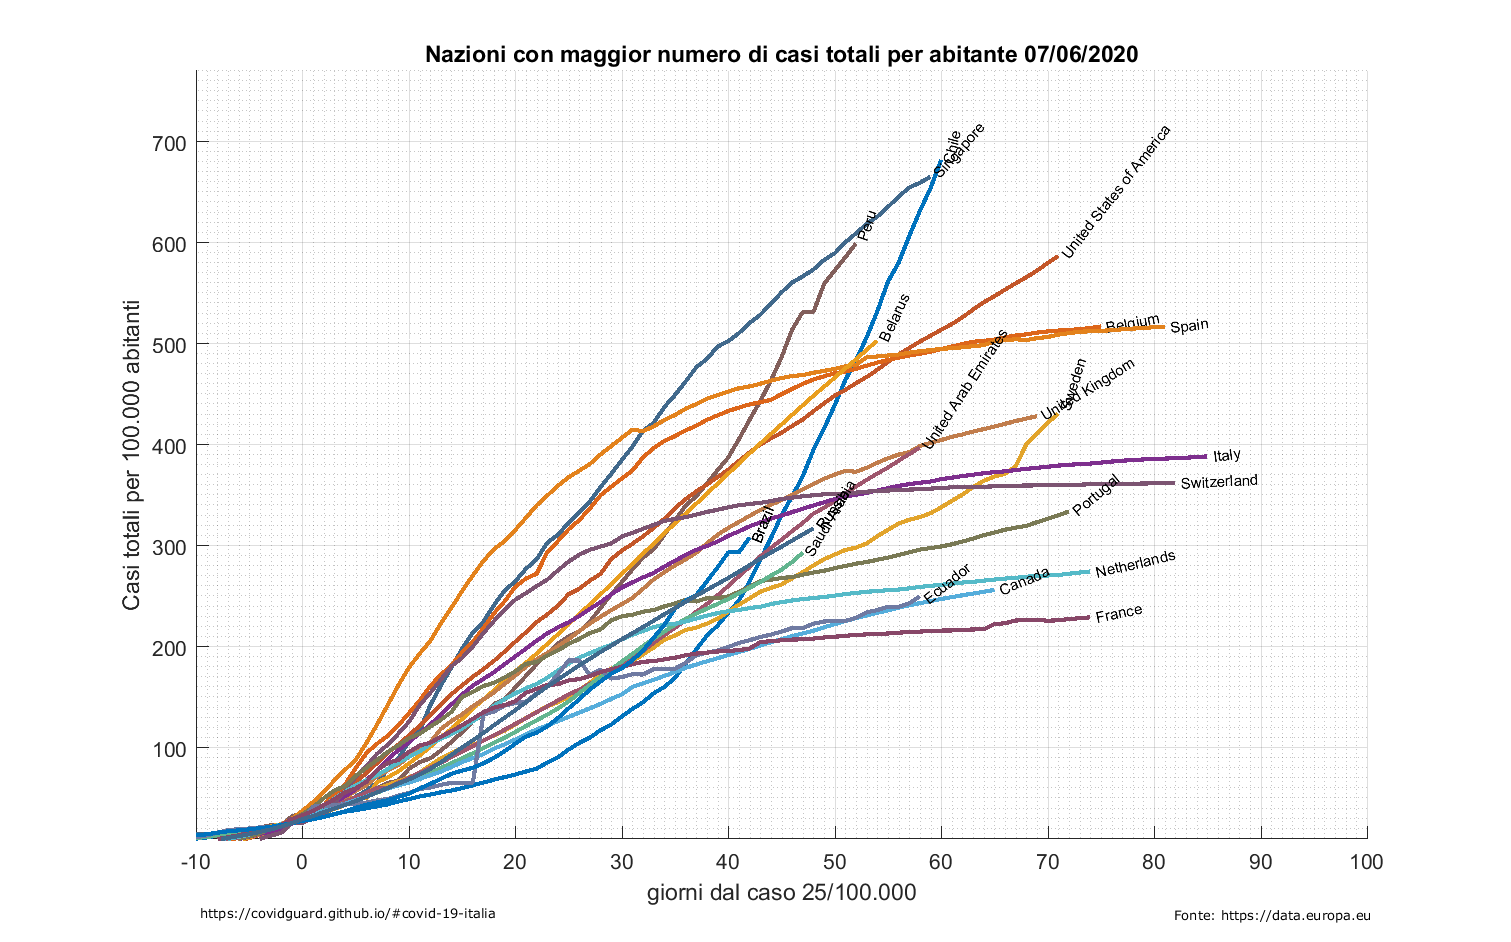 Nazioni con maggior numero di casi totali per abitante 07/06/2020
Casi totali per 100.000 abitanti
700
600
500
400
300
200
100
Chile
Singapore
Peru
United States of America
Belarus
Belgium
Spain
United Arab Emirates
Sweden
United Kingdom
Italy
Switzerland
Portugal
Brazil
Russia
Saudi Arabia
Netherlands
Canada
Ecuador
France
-10 0 10 20 30 40 50 60 70 80 90 100
giorni dal caso 25/100.000
https://covidguard.github.io/#covid-19-italia
Fonte: https://data.europa.eu